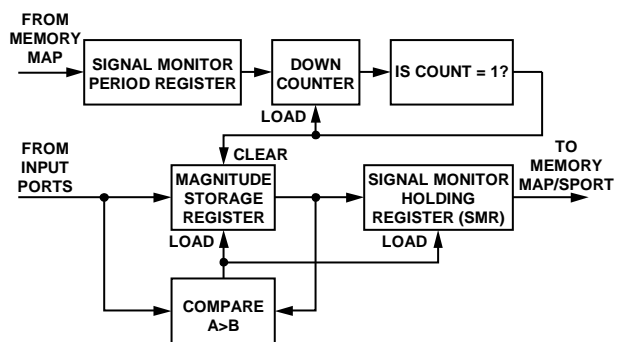 FROM
MEMORY
MAP
SIGNAL MONITOR
PERIOD REGISTER
DOWN
COUNTER
IS COUNT = 1?
LOAD
FROM
INPUT
PORTS
CLEAR
MAGNITUDE
STORAGE
REGISTER
SIGNAL MONITOR
HOLDING
REGISTER (SMR)
TO
MEMORY
MAP/SPORT
LOAD
LOAD
COMPARE
A>B